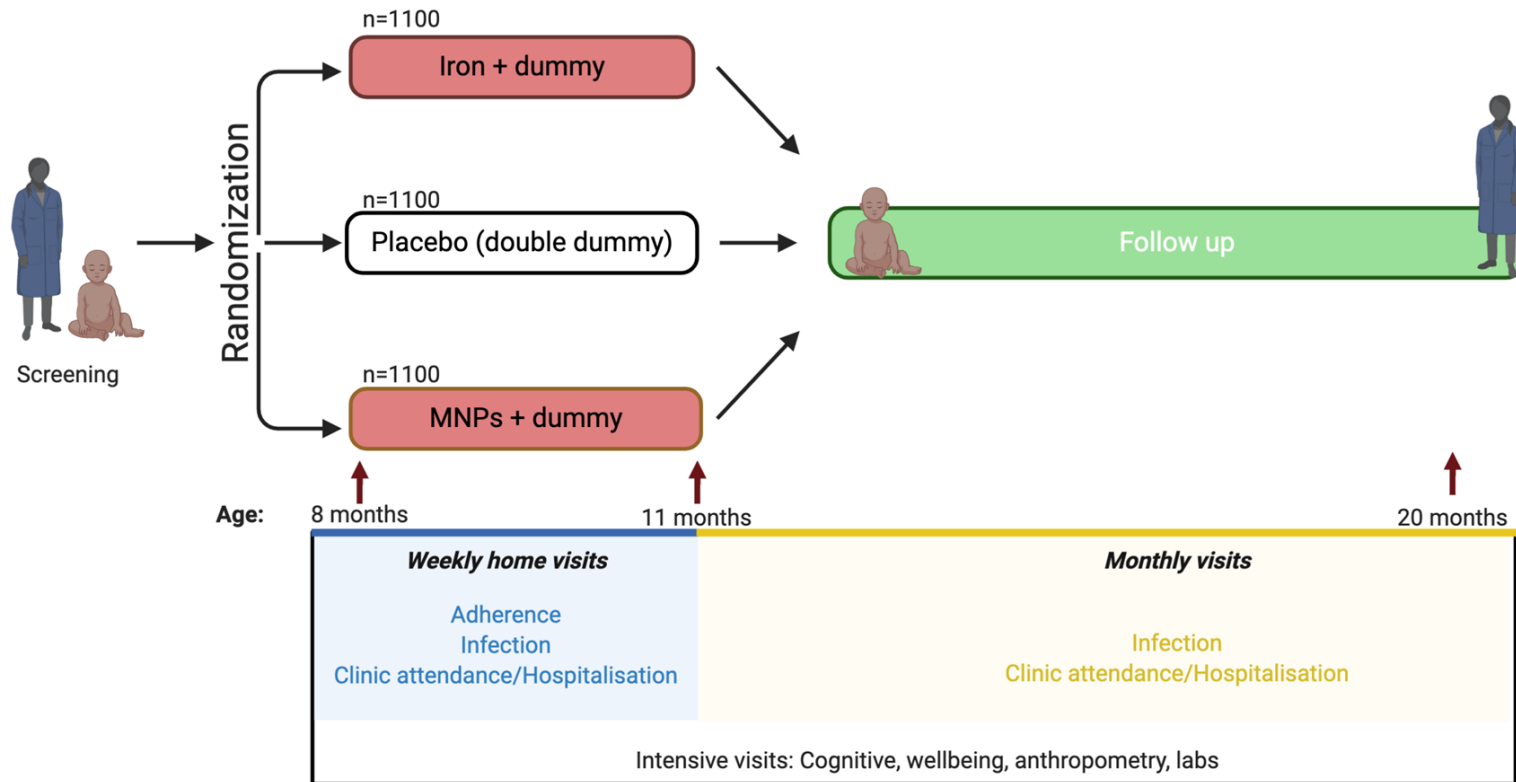 n=1100
Iron + dummy
Randomization
n=1100
Placebo (double dummy)
Follow up
Screening
n=1100
MNPs + dummy
Age:
8 months
11 months
20 months
Weekly home visits
Adherence
Infection
Clinic attendance/Hospitalisation
Monthly visits
Infection
Clinic attendance/Hospitalisation
Intensive visits: Cognitive, wellbeing, anthropometry, labs